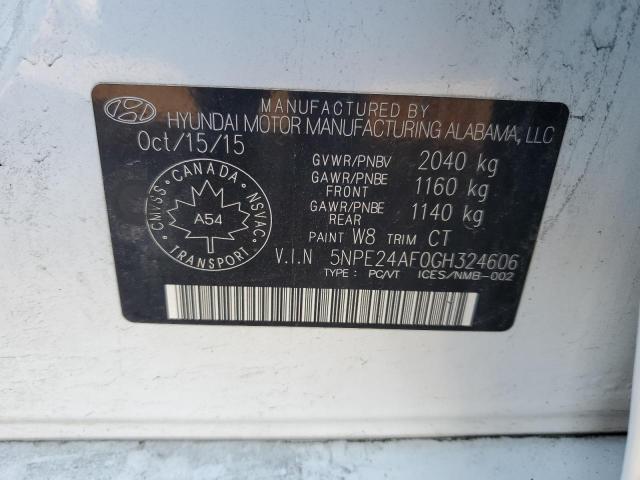 MANUFACTURED BY
HYUNDAI MOTOR MANUFACTURING ALABAMA, LLC
Oct/15/15
GVWR/PNBV 2040 kg
GAWR/PNBE FRONT 1160 kg
GAWR/PNBE REAR 1140 kg
PAINT W8 TRIM CT
V.I.N 5NPE24AF0GH324606
TYPE : PC/VT ICES/NMB-002
CANADA
CMVSS
NSVAC
A54
TRANSPORT